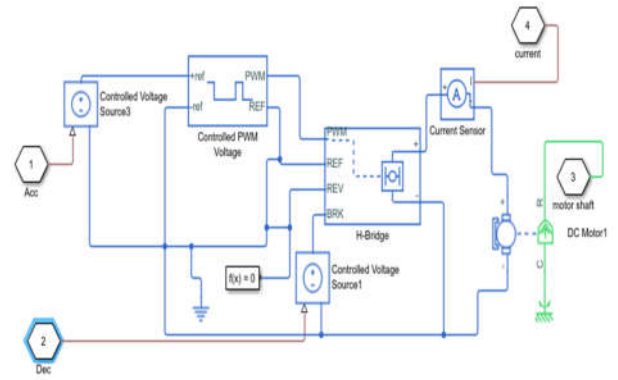 4
current
+ref
PWM
-ref
REF
Controlled Voltage
Source3
Controlled PWM
Voltage
+
A
I
-
Current Sensor
1
Acc
PWM
REF
REV
BRK
+
-
H-Bridge
3
motor shaft
R
C
+
-
DC Motor1
f(x) = 0
Controlled Voltage
Source1
2
Dec